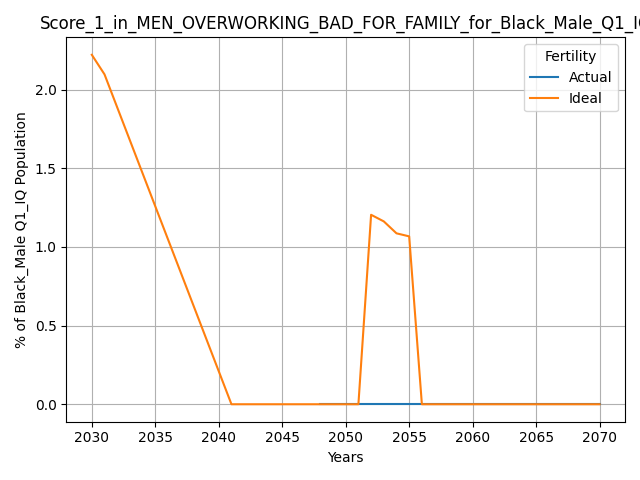 Score_1_in_MEN_OVERWORKING_BAD_FOR_FAMILY_for_Black_Male_Q1_IQ
Fertility
Actual
Ideal
% of Black_Male Q1_IQ Population
2.0
1.5
1.0
0.5
0.0
2030 2035 2040 2045 2050 2055 2060 2065 2070
Years